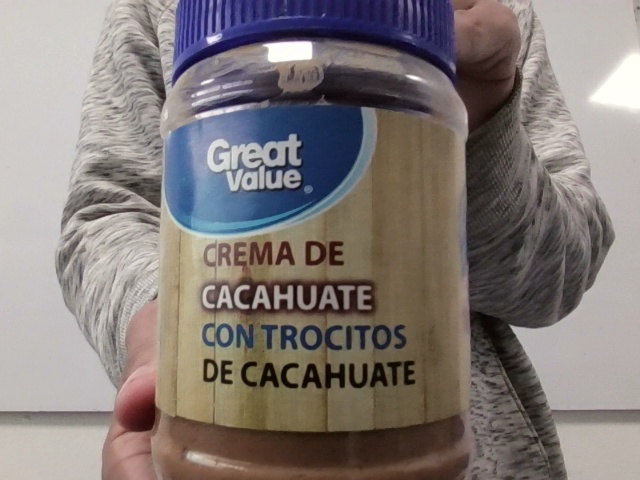 Great
Value®
CREMA DE
CACAHUATE
CON TROCITOS
DE CACAHUATE